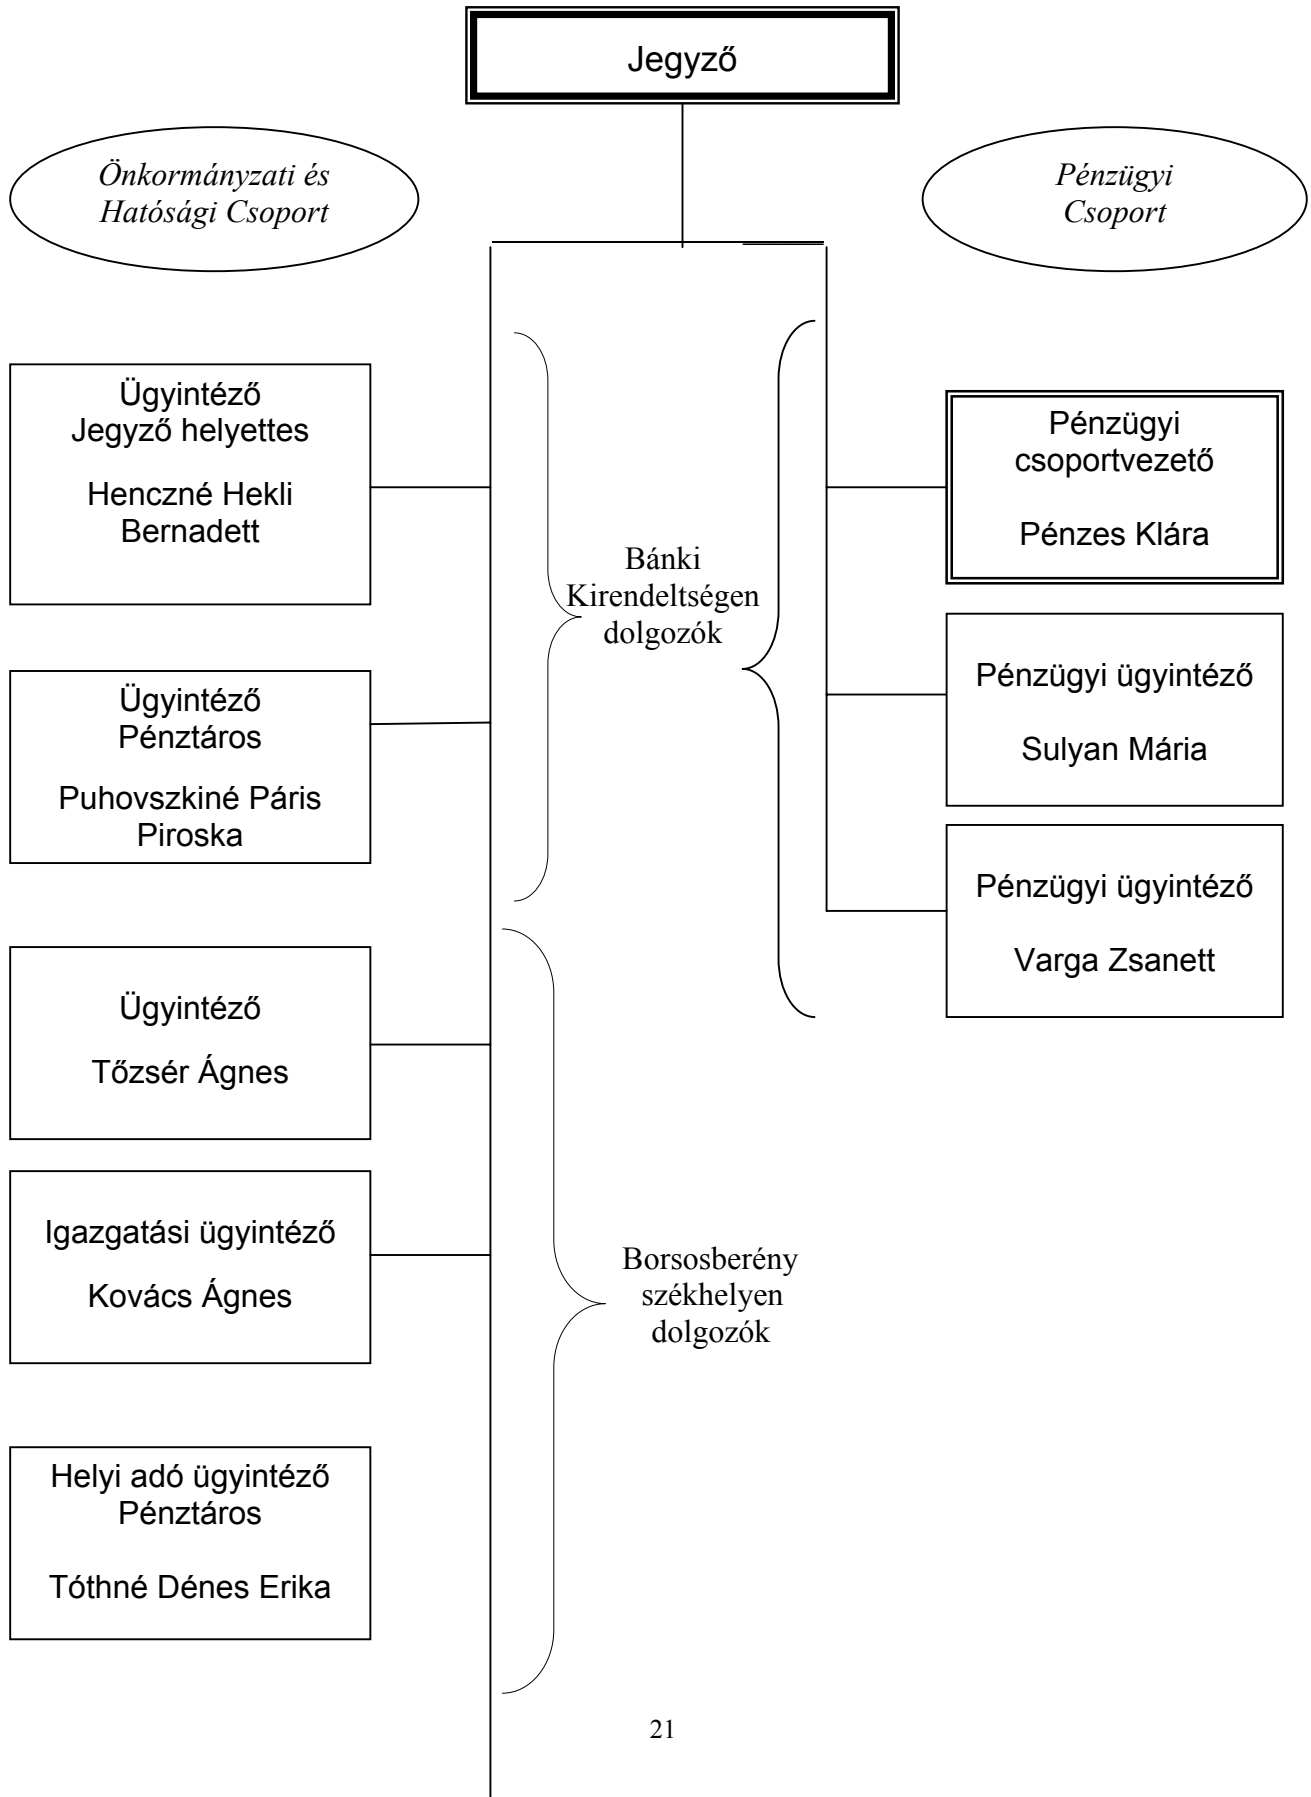 Jegyző
Önkormányzati és
Hatósági Csoport
Pénzügyi
Csoport
Ügyintéző
Jegyző helyettes
Henczné Hekli
Bernadett
Pénzügyi
csoportvezető
Pénzes Klára
Bánki
Kirendeltségen
dolgozók
Ügyintéző
Pénztáros
Puhovszkiné Páris
Piroska
Pénzügyi ügyintéző
Sulyan Mária
Pénzügyi ügyintéző
Varga Zsanett
Ügyintéző
Tőzsér Ágnes
Igazgatási ügyintéző
Kovács Ágnes
Borsosberény
székhelyen
dolgozók
Helyi adó ügyintéző
Pénztáros
Tóthné Dénes Erika
21